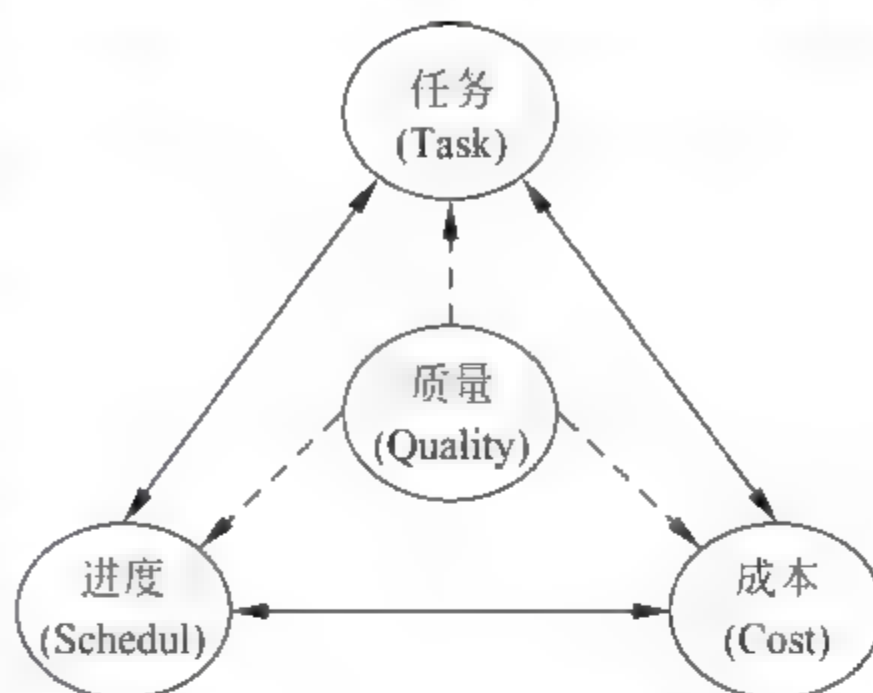 任务
(Task)
质量
(Quality)
进度
(Schedul)
成本
(Cost)